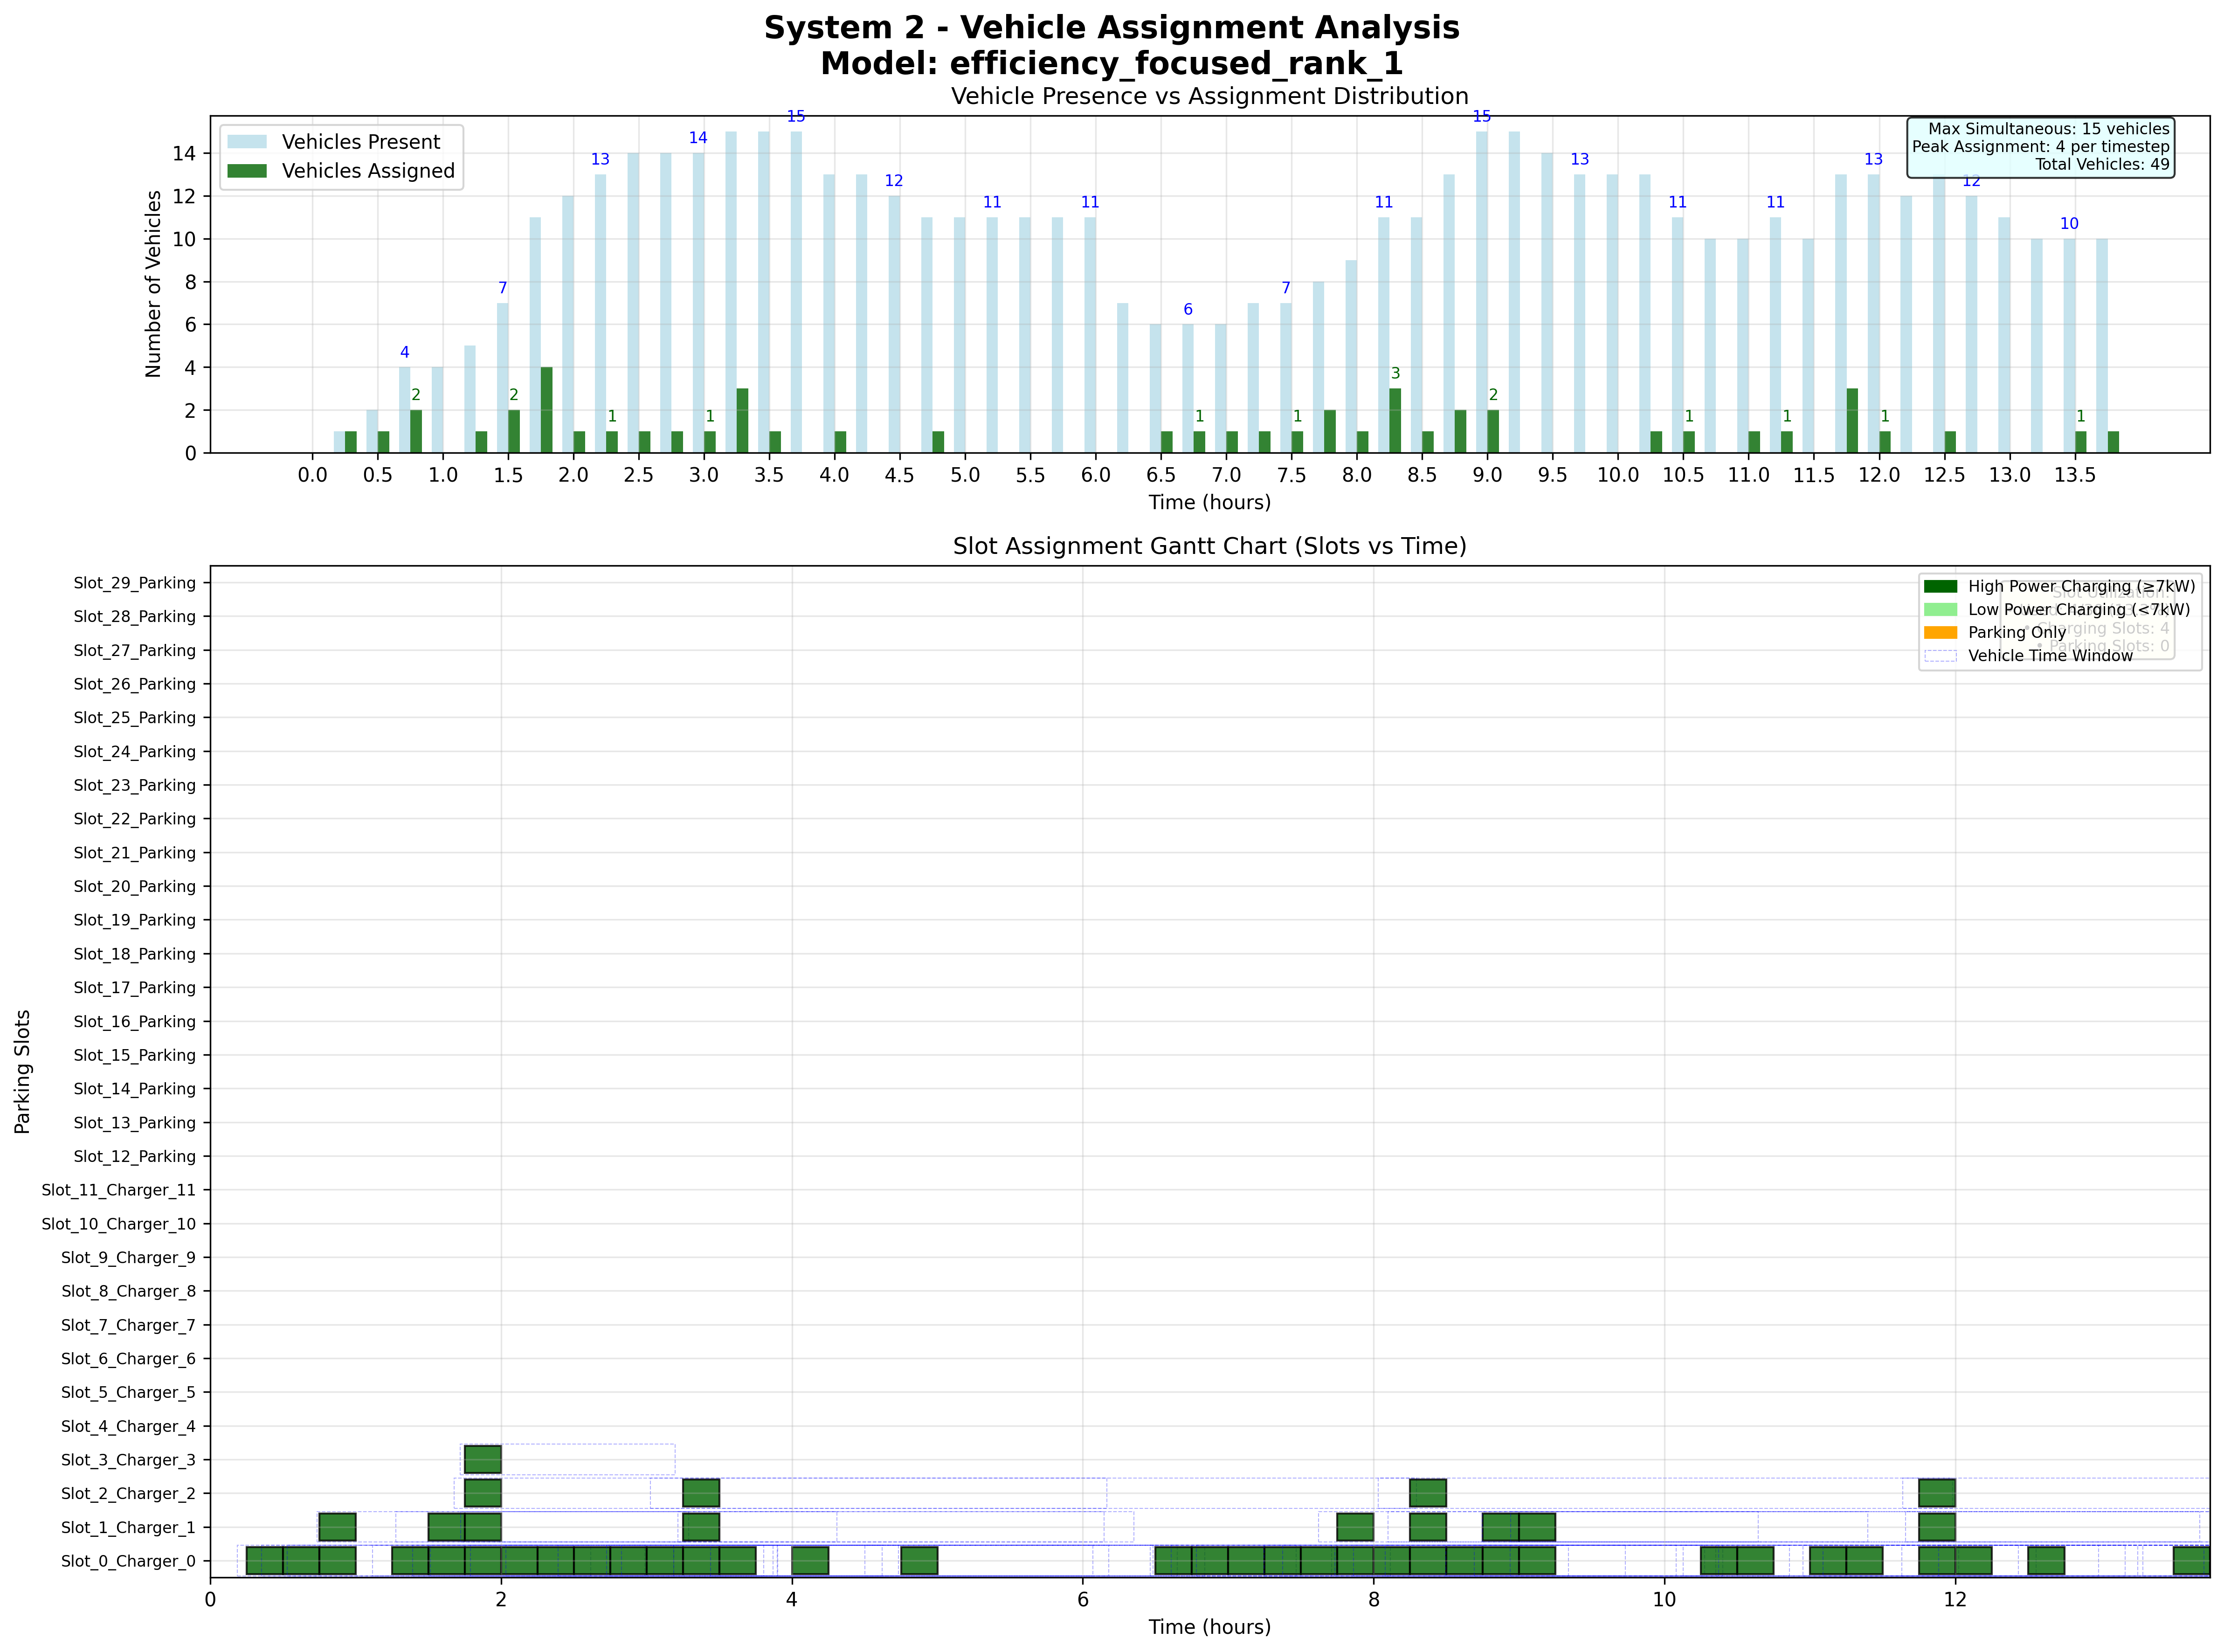 System 2 - Vehicle Assignment Analysis
Model: efficiency_focused_rank_1
Vehicle Presence vs Assignment Distribution
Vehicles Present
Vehicles Assigned
Max Simultaneous: 15 vehicles
Peak Assignment: 4 per timestep
Total Vehicles: 49
Number of Vehicles
14
12
10
8
6
4
2
0
4 7 13 14 15 12 11 11 6 7 11 15 13 11 11 13 12 10
2 2 1 1 1 1 3 2 1 1 1 1
0.0 0.5 1.0 1.5 2.0 2.5 3.0 3.5 4.0 4.5 5.0 5.5 6.0 6.5 7.0 7.5 8.0 8.5 9.0 9.5 10.0 10.5 11.0 11.5 12.0 12.5 13.0 13.5
Time (hours)
Slot Assignment Gantt Chart (Slots vs Time)
High Power Charging (≥7kW)
Low Power Charging (<7kW)
Parking Only
Vehicle Time Window
Slot Utilization:
• Charging Slots: 4
• Parking Slots: 0
Parking Slots
Slot_29_Parking
Slot_28_Parking
Slot_27_Parking
Slot_26_Parking
Slot_25_Parking
Slot_24_Parking
Slot_23_Parking
Slot_22_Parking
Slot_21_Parking
Slot_20_Parking
Slot_19_Parking
Slot_18_Parking
Slot_17_Parking
Slot_16_Parking
Slot_15_Parking
Slot_14_Parking
Slot_13_Parking
Slot_12_Parking
Slot_11_Charger_11
Slot_10_Charger_10
Slot_9_Charger_9
Slot_8_Charger_8
Slot_7_Charger_7
Slot_6_Charger_6
Slot_5_Charger_5
Slot_4_Charger_4
Slot_3_Charger_3
Slot_2_Charger_2
Slot_1_Charger_1
Slot_0_Charger_0
0 2 4 6 8 10 12
Time (hours)